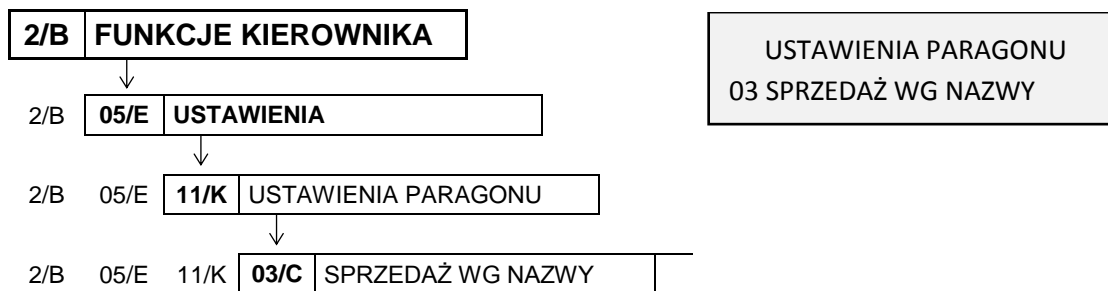 2/B FUNKCJE KIEROWNIKA
2/B 05/E USTAWIENIA
2/B 05/E 11/K USTAWIENIA PARAGONU
2/B 05/E 11/K 03/C SPRZEDAŻ WG NAZWY
USTAWIENIA PARAGONU
03 SPRZEDAŻ WG NAZWY